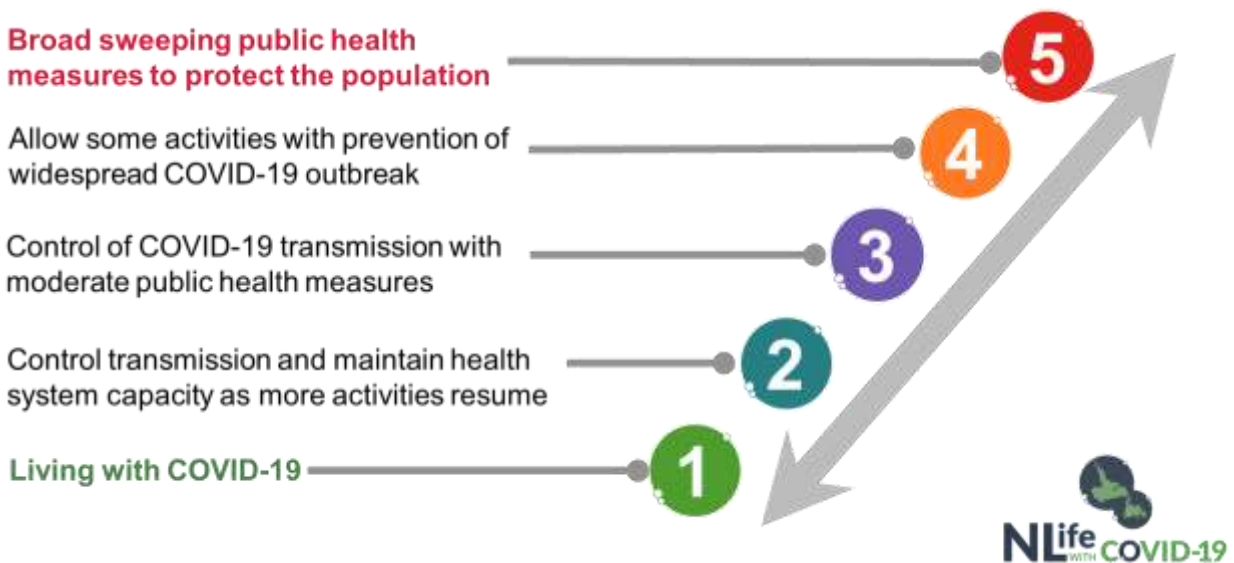 Broad sweeping public health
measures to protect the population
5
Allow some activities with prevention of
widespread COVID-19 outbreak
4
Control of COVID-19 transmission with
moderate public health measures
3
Control transmission and maintain health
system capacity as more activities resume
2
Living with COVID-19
1
NLife
WITH COVID-19